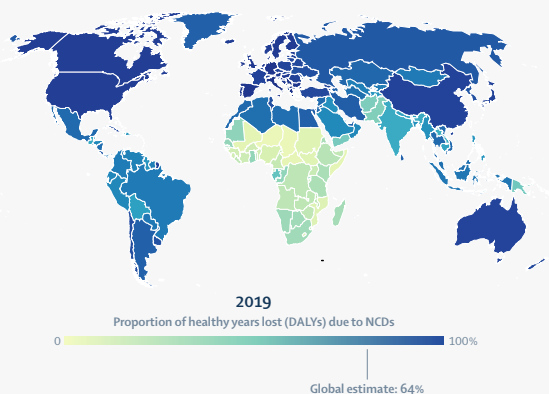 2019
Proportion of healthy years lost (DALYs) due to NCDs
0
100%
Global estimate: 64%